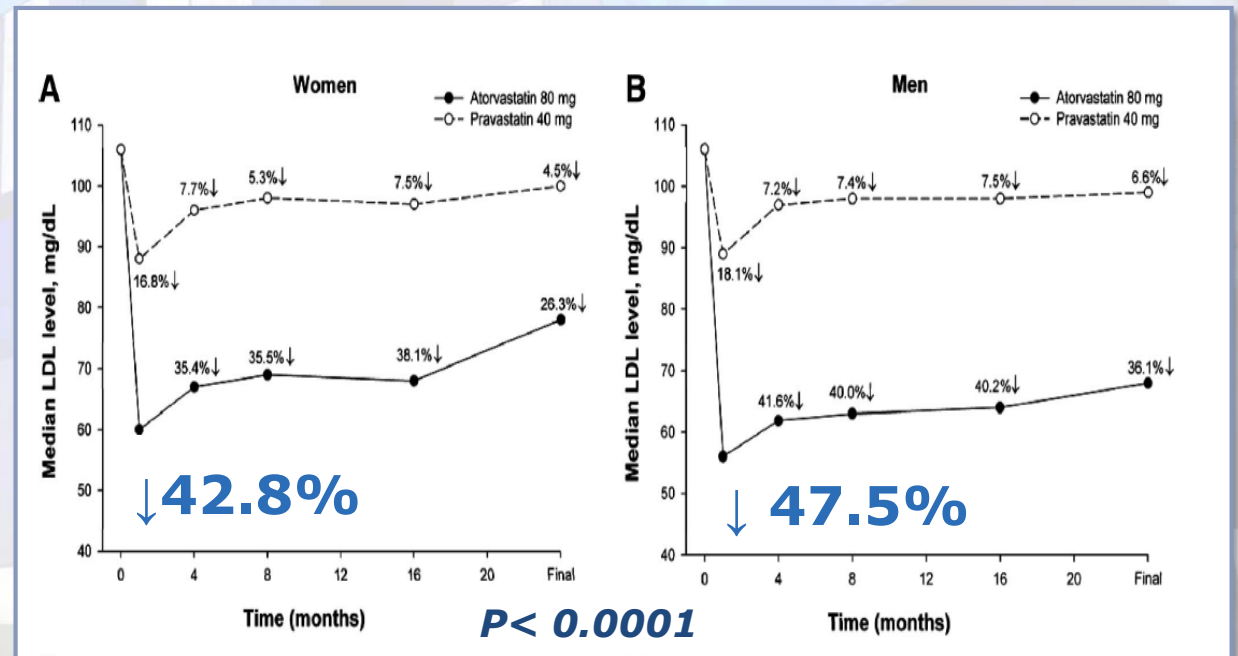 A
Women
Atorvastatin 80 mg
Pravastatin 40 mg
Median LDL level, mg/dL
110
100
90
80
70
60
50
40
7.7%↓
5.3%↓
7.5%↓
4.5%↓
16.8%↓
35.4%↓
35.5%↓
38.1%↓
26.3%↓
↓42.8%
0 4 8 12 16 20 Final
Time (months)
B
Men
Atorvastatin 80 mg
Pravastatin 40 mg
Median LDL level, mg/dL
110
100
90
80
70
60
50
40
7.2%↓
7.4%↓
7.5%↓
6.6%↓
18.1%↓
41.6%↓
40.0%↓
40.2%↓
36.1%↓
↓ 47.5%
0 4 8 12 16 20 Final
Time (months)
P< 0.0001